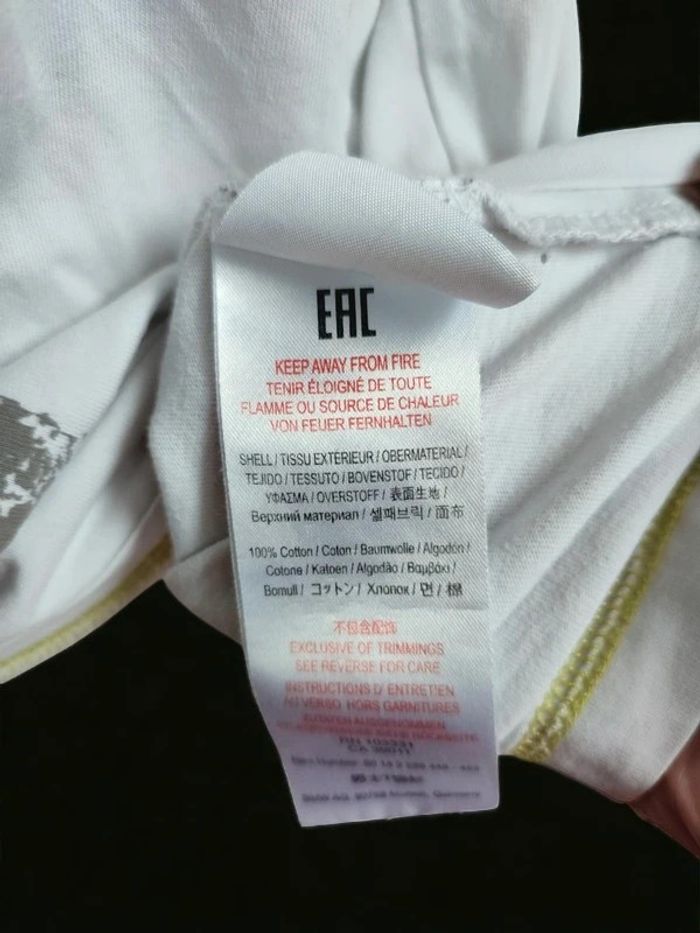 EAC
KEEP AWAY FROM FIRE
TENIR ÉLOIGNÉ DE TOUTE
FLAMME OU SOURCE DE CHALEUR
VON FEUER FERNHALTEN
SHELL / TISSU EXTERIEUR / OBERMATERIAL /
TEJIDO / TESSUTO / BOVENSTOF / TECIDO /
ΥΦΑΣΜΑ / OVERSTOFF / 表面生地 /
Верхний материал / 셀패브릭 / 面布
100% Cotton / Coton / Baumwolle / Algodón /
Cotone / Katoen / Algodão / Βαμβάκι /
Bomull / コットン / Хлопок / 면 / 棉
不包含配饰
EXCLUSIVE OF TRIMMINGS
SEE REVERSE FOR CARE
INSTRUCTIONS D' ENTRETIEN
AU VERSO HORS GARNITURES
ZUTATEN AUSGENOMMEN